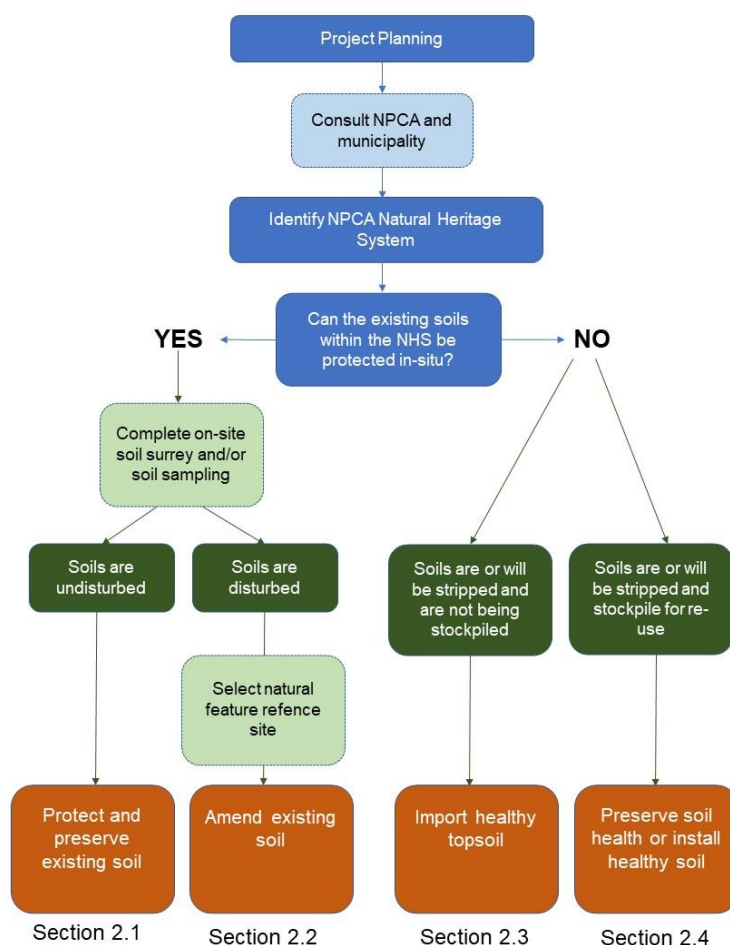 Project Planning
Consult NPCA and
municipality
Identify NPCA Natural Heritage
System
Can the existing soils
within the NHS be
protected in-situ?
YES
NO
Complete on-site
soil surrey and/or
soil sampling
Soils are
undisturbed
Soils are
disturbed
Soils are or will
be stripped and
are not being
stockpiled
Soils are or will
be stripped and
stockpile for re-
use
Select natural
feature refence
site
Protect and
preserve
existing soil
Amend existing
soil
Import healthy
topsoil
Preserve soil
health or install
healthy soil
Section 2.1
Section 2.2
Section 2.3
Section 2.4